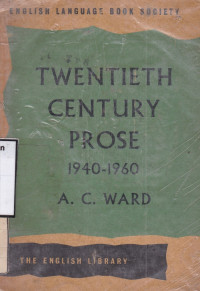 ENGLISH LANGUAGE BOOK SOCIETY
TWENTIETH
CENTURY
PROSE
1940-1960
A. C. WARD
THE ENGLISH LIBRARY